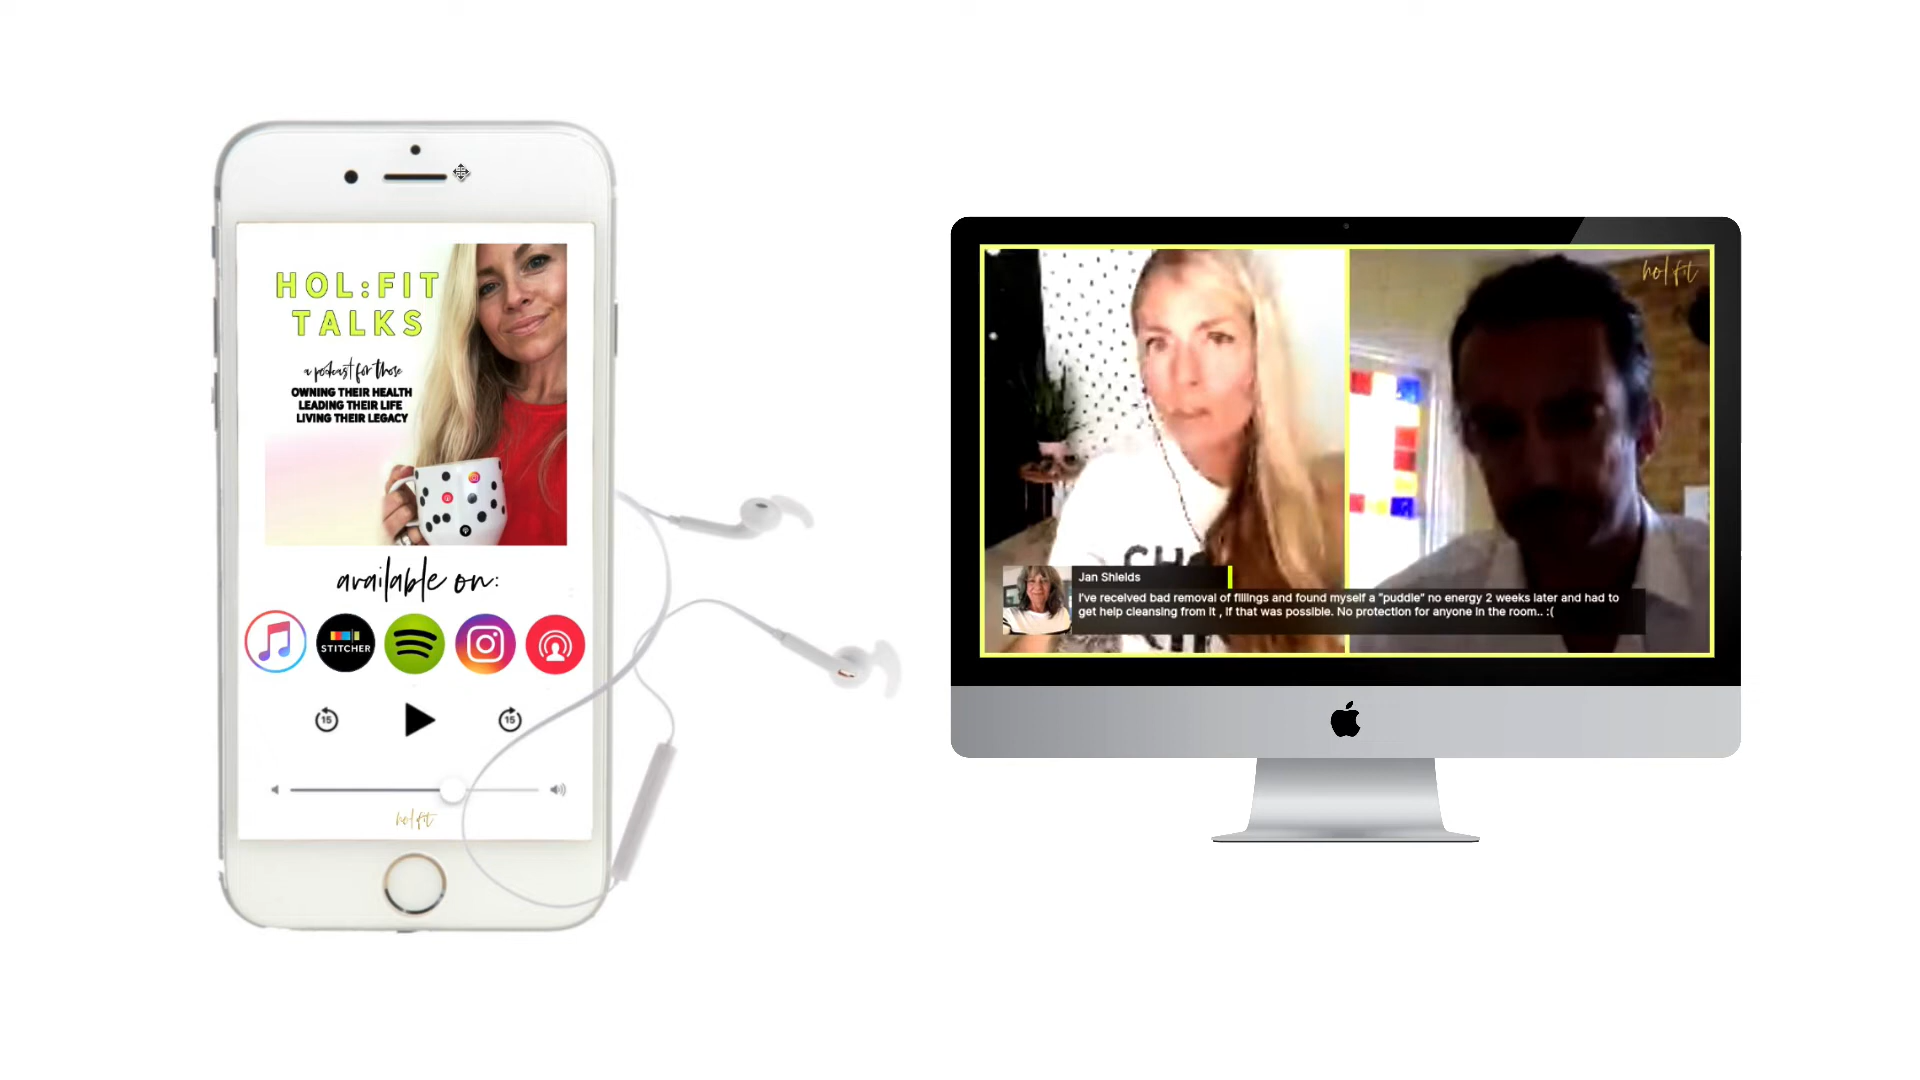 HOL:FIT
TALKS
a podcast for those
OWNING THEIR HEALTH
LEADING THEIR LIFE
LIVING THEIR LEGACY
available on:
STITCHER
15
15
hol:fit
hol:fit
Jan Shields
I've received bad removal of fillings and found myself a "puddle" no energy 2 weeks later and had to
get help cleansing from it , if that was possible. No protection for anyone in the room.. :(